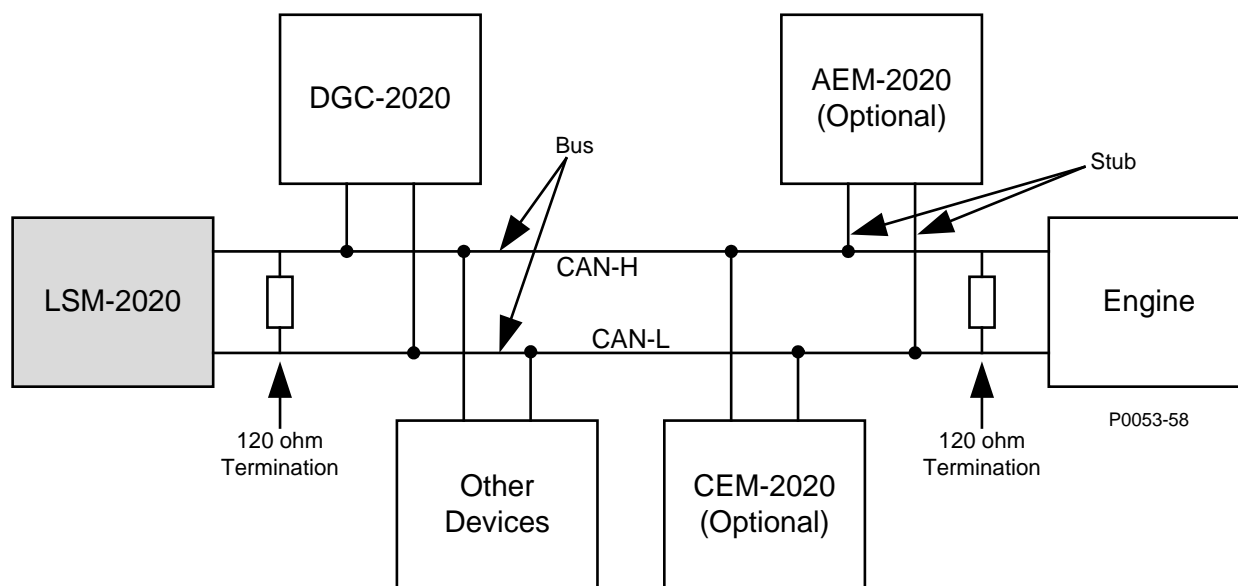 DGC-2020
AEM-2020
(Optional)
Bus
Stub
CAN-H
LSM-2020
Engine
CAN-L
P0053-58
120 ohm
Termination
120 ohm
Termination
Other
Devices
CEM-2020
(Optional)